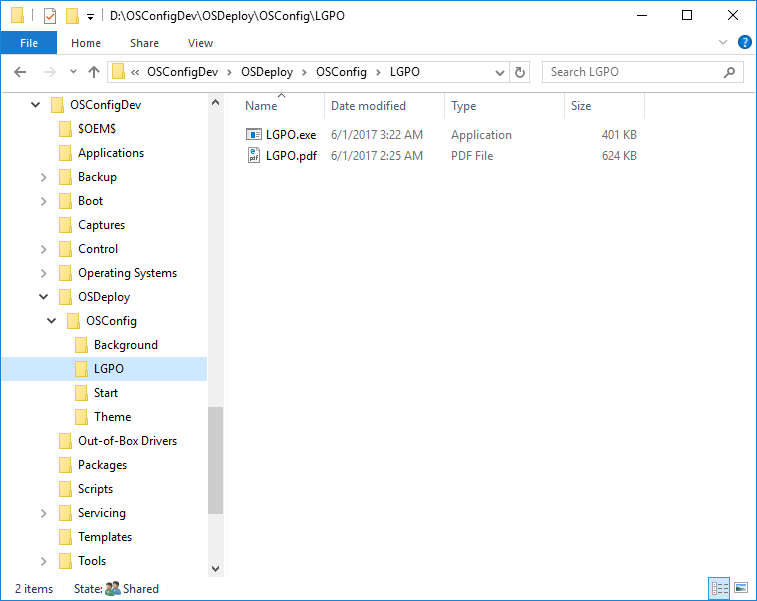 D:\OSConfigDev\OSDeploy\OSConfig\LGPO
File Home Share View
« OSConfigDev › OSDeploy › OSConfig › LGPO Search LGPO
OSConfigDev
$OEM$
Applications
Backup
Boot
Captures
Control
Operating Systems
OSDeploy
OSConfig
Background
LGPO
Start
Theme
Out-of-Box Drivers
Packages
Scripts
Servicing
Templates
Tools
Name Date modified Type Size
LGPO.exe 6/1/2017 3:22 AM Application 401 KB
LGPO.pdf 6/1/2017 2:25 AM PDF File 624 KB
2 items State: Shared